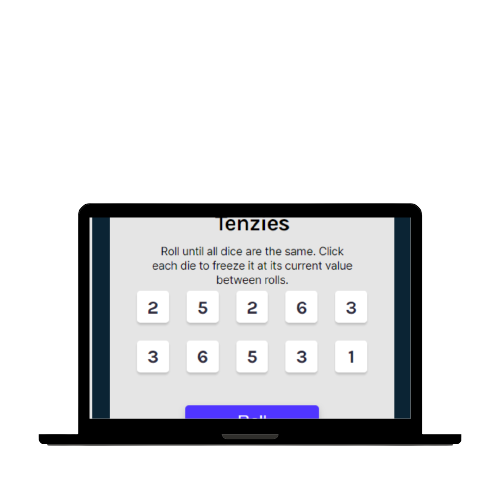 Tenzies
Roll until all dice are the same. Click
each die to freeze it at its current value
between rolls.
2 5 2 6 3
3 6 5 3 1
Roll